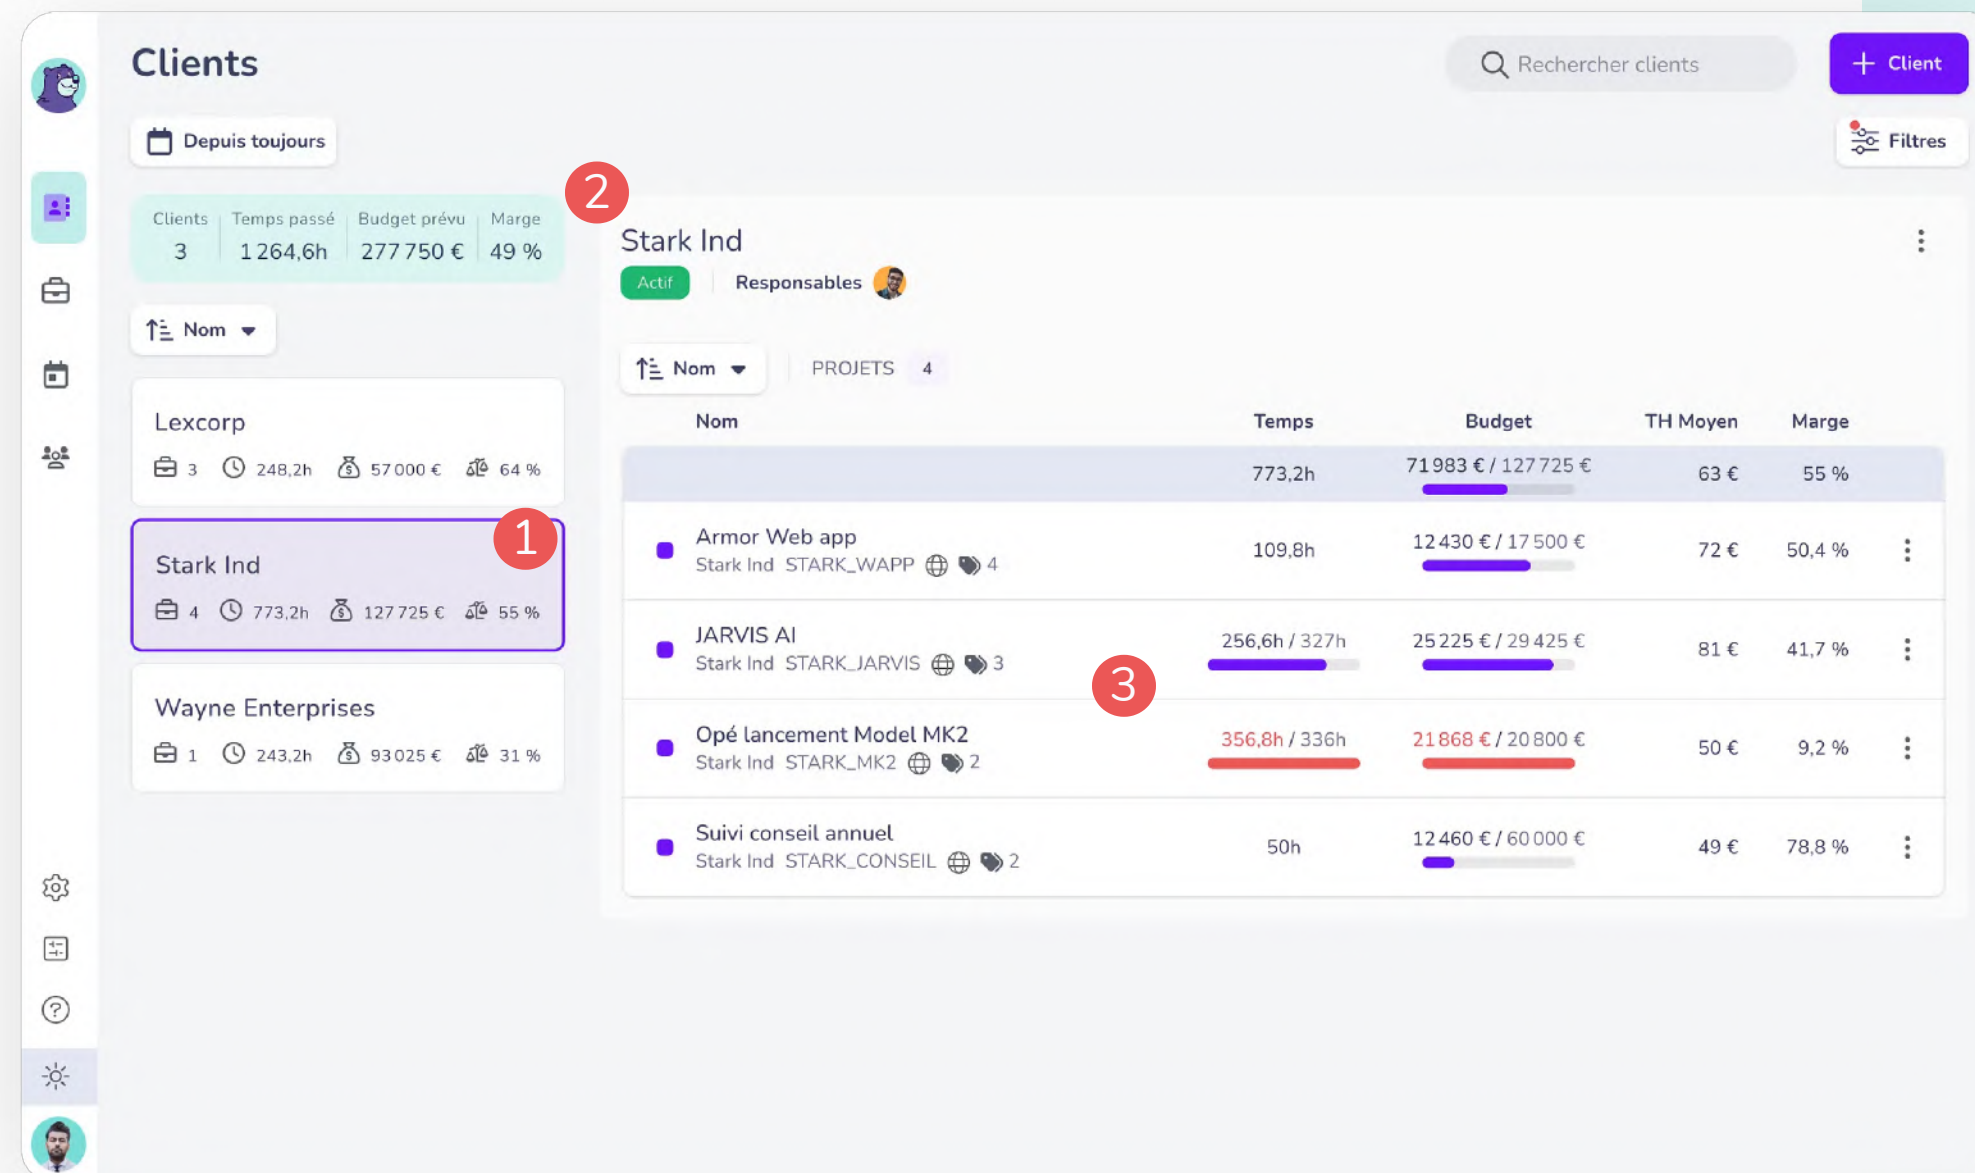 Clients
Rechercher clients
+ Client
Depuis toujours
Filtres
Clients Temps passé Budget prévu Marge
3 1 264,6h 277 750 € 49 %
Nom
Lexcorp
3 248,2h 57 000 € 64 %
1
Stark Ind
4 773,2h 127 725 € 55 %
Wayne Enterprises
1 243,2h 93 025 € 31 %
2
Stark Ind
Actif Responsables
Nom PROJETS 4
Nom Temps Budget TH Moyen Marge
773,2h 71 983 € / 127 725 € 63 € 55 %
Armor Web app
Stark Ind STARK_WAPP 4
109,8h 12 430 € / 17 500 € 72 € 50,4 %
JARVIS AI
Stark Ind STARK_JARVIS 3
256,6h / 327h 25 225 € / 29 425 € 81 € 41,7 %
3
Opé lancement Model MK2
Stark Ind STARK_MK2 2
356,8h / 336h 21 868 € / 20 800 € 50 € 9,2 %
Suivi conseil annuel
Stark Ind STARK_CONSEIL 2
50h 12 460 € / 60 000 € 49 € 78,8 %